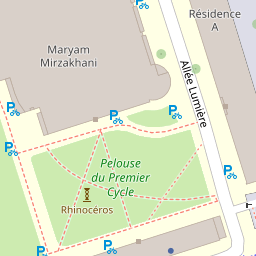 Résidence
A
Maryam
Mirzakhani
Allée Lumière
Pelouse
du Premier
Cycle
Rhinocéros